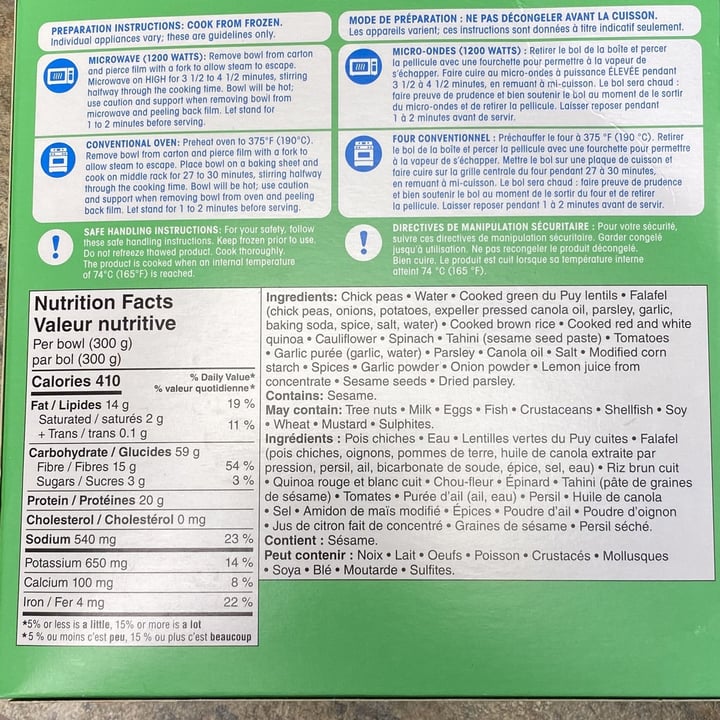 PREPARATION INSTRUCTIONS: COOK FROM FROZEN.
Individual appliances vary; these are guidelines only.
MICROWAVE (1200 WATTS): Remove bowl from carton
and pierce film with a fork to allow steam to escape.
Microwave on HIGH for 3 1/2 to 4 1/2 minutes, stirring
halfway through the cooking time. Bowl will be hot;
use caution and support when removing bowl from
microwave and peeling back film. Let stand for
1 to 2 minutes before serving.
CONVENTIONAL OVEN: Preheat oven to 375°F (190°C).
Remove bowl from carton and pierce film with a fork to
allow steam to escape. Place bowl on a baking sheet and
cook on middle rack for 27 to 30 minutes, stirring halfway
through the cooking time. Bowl will be hot; use caution
and support when removing bowl from oven and peeling
back film. Let stand for 1 to 2 minutes before serving.
SAFE HANDLING INSTRUCTIONS: For your safety, follow
these safe handling instructions. Keep frozen prior to use.
Do not refreeze thawed product. Cook thoroughly.
The product is cooked when an internal temperature
of 74°C (165°F) is reached.
MODE DE PRÉPARATION : NE PAS DÉCONGELER AVANT LA CUISSON.
Les appareils varient; ces instructions sont données à titre indicatif seulement.
MICRO-ONDES (1200 WATTS) : Retirer le bol de la boîte et percer
la pellicule avec une fourchette pour permettre à la vapeur de
s'échapper. Faire cuire au micro-ondes à puissance ÉLEVÉE pendant
3 1/2 à 4 1/2 minutes, en remuant à mi-cuisson. Le bol sera chaud :
faire preuve de prudence et bien soutenir le bol au moment de le sortir
du micro-ondes et de retirer la pellicule. Laisser reposer pendant
1 à 2 minutes avant de servir.
FOUR CONVENTIONNEL : Préchauffer le four à 375 °F (190 °C). Retirer
le bol de la boîte et percer la pellicule avec une fourchette pour permettre
à la vapeur de s'échapper. Mettre le bol sur une plaque de cuisson et
faire cuire sur la grille centrale du four pendant 27 à 30 minutes,
en remuant à mi-cuisson. Le bol sera chaud : faire preuve de prudence
et bien soutenir le bol au moment de le sortir du four et de retirer
la pellicule. Laisser reposer pendant 1 à 2 minutes avant de servir.
DIRECTIVES DE MANIPULATION SÉCURITAIRE : Pour votre sécurité,
suivre ces directives de manipulation sécuritaire. Garder congelé
jusqu'à utilisation. Ne pas recongeler le produit décongelé.
Bien cuire. Le produit est cuit lorsque sa température interne
atteint 74 °C (165 °F).
Nutrition Facts
Valeur nutritive
Per bowl (300 g)
par bol (300 g)
Calories 410
% Daily Value*
% valeur quotidienne*
Fat / Lipides 14 g 19 %
Saturated / saturés 2 g
+ Trans / trans 0.1 g 11 %
Carbohydrate / Glucides 59 g
Fibre / Fibres 15 g 54 %
Sugars / Sucres 3 g 3 %
Protein / Protéines 20 g
Cholesterol / Cholestérol 0 mg
Sodium 540 mg 23 %
Potassium 650 mg 14 %
Calcium 100 mg 8 %
Iron / Fer 4 mg 22 %
*5% or less is a little, 15% or more is a lot
*5 % ou moins c'est peu, 15 % ou plus c'est beaucoup
Ingredients: Chick peas • Water • Cooked green du Puy lentils • Falafel
(chick peas, onions, potatoes, expeller pressed canola oil, parsley, garlic,
baking soda, spice, salt, water) • Cooked brown rice • Cooked red and white
quinoa • Cauliflower • Spinach • Tahini (sesame seed paste) • Tomatoes
• Garlic purée (garlic, water) • Parsley • Canola oil • Salt • Modified corn
starch • Spices • Garlic powder • Onion powder • Lemon juice from
concentrate • Sesame seeds • Dried parsley.
Contains: Sesame.
May contain: Tree nuts • Milk • Eggs • Fish • Crustaceans • Shellfish • Soy
• Wheat • Mustard • Sulphites.
Ingrédients : Pois chiches • Eau • Lentilles vertes du Puy cuites • Falafel
(pois chiches, oignons, pommes de terre, huile de canola extraite par
pression, persil, ail, bicarbonate de soude, épice, sel, eau) • Riz brun cuit
• Quinoa rouge et blanc cuit • Chou-fleur • Épinard • Tahini (pâte de graines
de sésame) • Tomates • Purée d'ail (ail, eau) • Persil • Huile de canola
• Sel • Amidon de maïs modifié • Épices • Poudre d'ail • Poudre d'oignon
• Jus de citron fait de concentré • Graines de sésame • Persil séché.
Contient : Sésame.
Peut contenir : Noix • Lait • Oeufs • Poisson • Crustacés • Mollusques
• Soya • Blé • Moutarde • Sulfites.